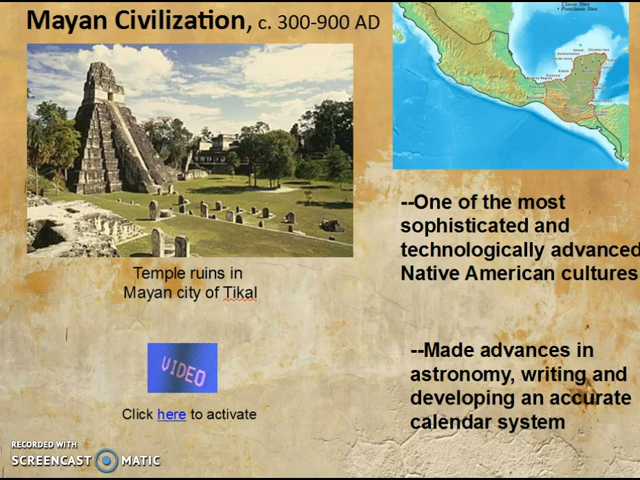 Mayan Civilization, c. 300-900 AD
Classic Sites
Temple ruins in
Mayan city of Tikal
--One of the most
sophisticated and
technologically advanced
Native American cultures
VIDEO
Click here to activate
--Made advances in
astronomy, writing and
developing an accurate
calendar system
RECORDED WITH
SCREENCAST MATIC